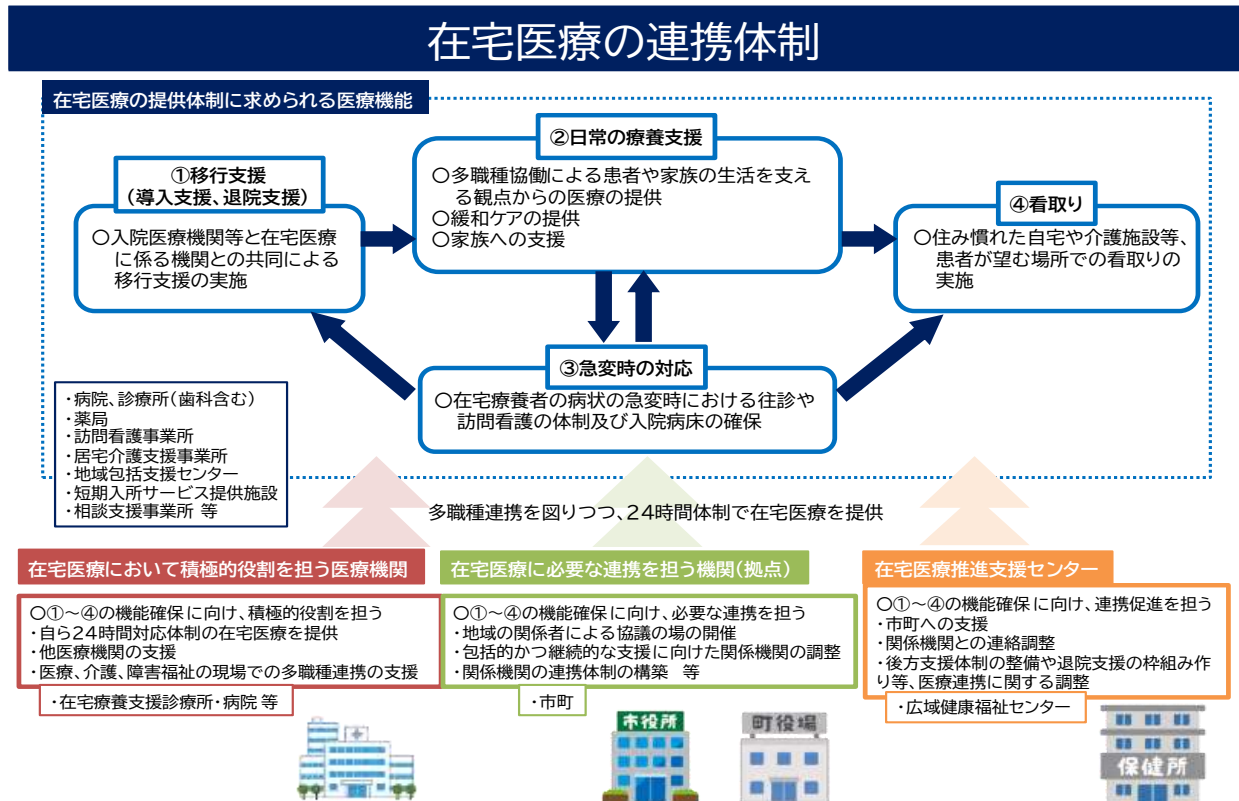 在宅医療の連携体制
在宅医療の提供体制に求められる医療機能
①移行支援
(導入支援、退院支援)
○入院医療機関等と在宅医療
に係る機関との共同による
移行支援の実施
②日常の療養支援
○多職種協働による患者や家族の生活を支え
る観点からの医療の提供
○緩和ケアの提供
○家族への支援
④看取り
○住み慣れた自宅や介護施設等、
患者が望む場所での看取りの
実施
③急変時の対応
○在宅療養者の病状の急変時における往診や
訪問看護の体制及び入院病床の確保
・病院、診療所(歯科含む)
・薬局
・訪問看護事業所
・居宅介護支援事業所
・地域包括支援センター
・短期入所サービス提供施設
・相談支援事業所 等
多職種連携を図りつつ、24時間体制で在宅医療を提供
在宅医療において積極的役割を担う医療機関
○①～④の機能確保に向け、積極的役割を担う
・自ら24時間対応体制の在宅医療を提供
・他医療機関の支援
・医療、介護、障害福祉の現場での多職種連携の支援
・在宅療養支援診療所・病院 等
在宅医療に必要な連携を担う機関(拠点)
○①～④の機能確保に向け、必要な連携を担う
・地域の関係者による協議の場の開催
・包括的かつ継続的な支援に向けた関係機関の調整
・関係機関の連携体制の構築　等
・市町
市役所
町役場
在宅医療推進支援センター
○①～④の機能確保に向け、連携促進を担う
・市町への支援
・関係機関との連絡調整
・後方支援体制の整備や退院支援の枠組み作
り等、医療連携に関する調整
・広域健康福祉センター
保健所